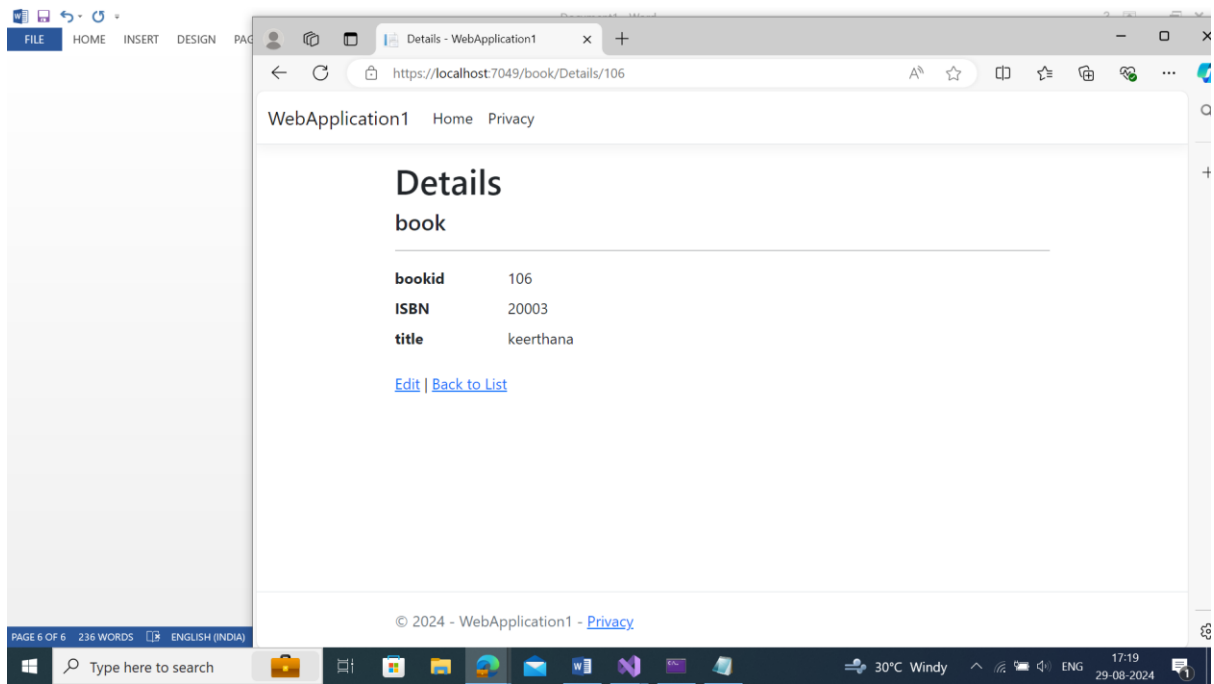 FILE HOME INSERT DESIGN PAG
Details - WebApplication1
https://localhost:7049/book/Details/106
WebApplication1 Home Privacy
Details
book
bookid 106
ISBN 20003
title keerthana
Edit | Back to List
© 2024 - WebApplication1 - Privacy
PAGE 6 OF 6 236 WORDS ENGLISH (INDIA)
Type here to search 30°C Windy ENG 17:19
29-08-2024